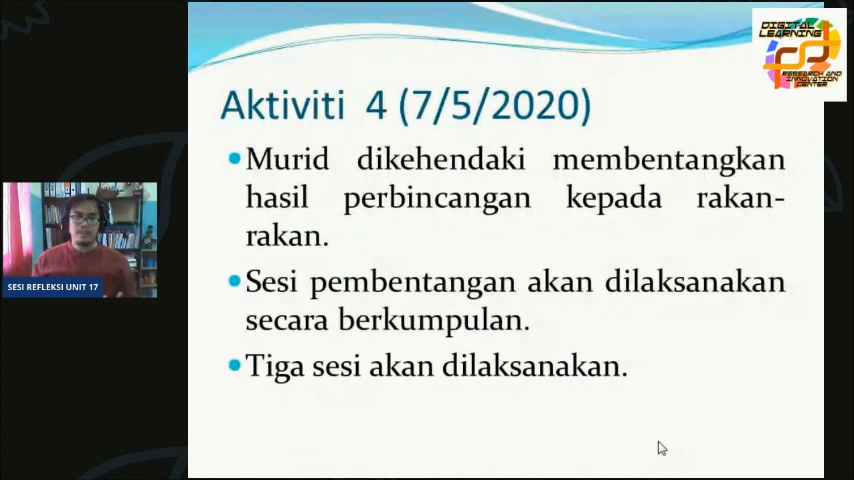 DIGITAL
LEARNING
RESEARCH AND
INNOVATION
CENTER
Aktiviti 4 (7/5/2020)
•Murid dikehendaki membentangkan
hasil perbincangan kepada rakan-
rakan.
•Sesi pembentangan akan dilaksanakan
secara berkumpulan.
•Tiga sesi akan dilaksanakan.
SESI REFLEKSI UNIT 17